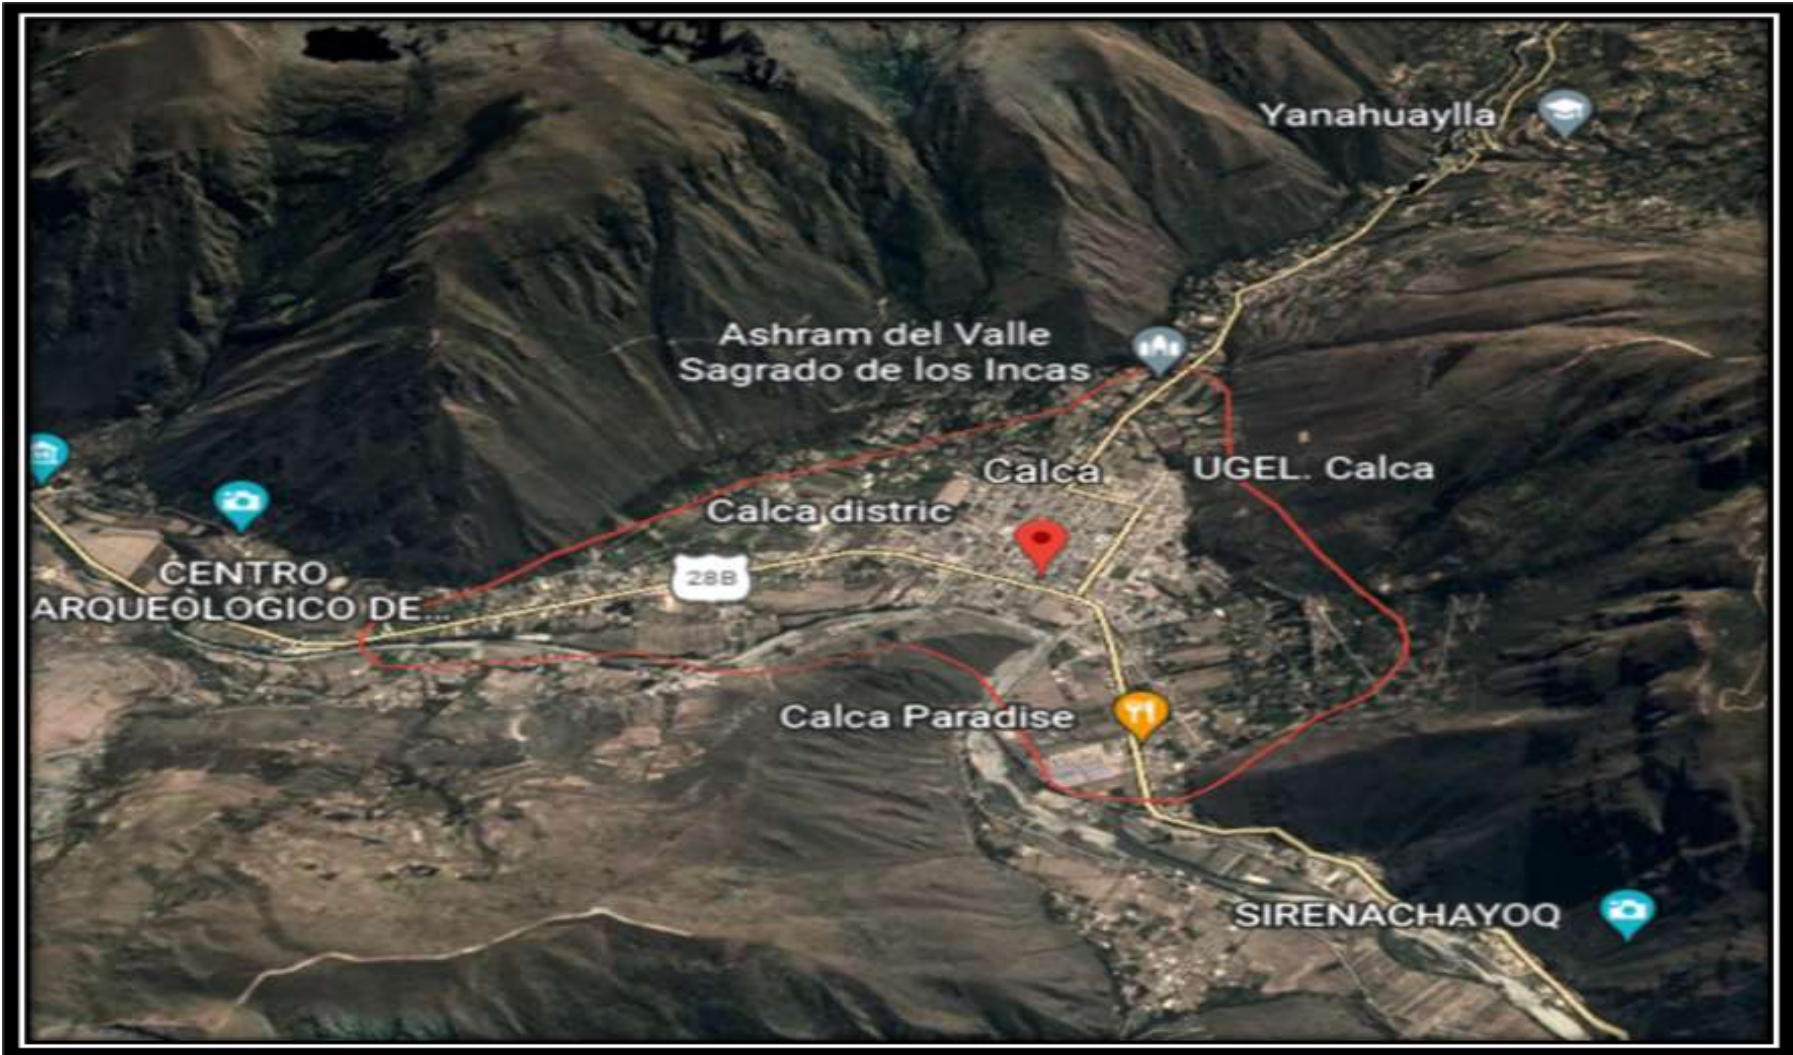 Yanahuaylla
Ashram del Valle
Sagrado de los Incas
Calca
UGEL. Calca
Calca distric
28B
CENTRO
ARQUEOLOGICO DE...
Calca Paradise
SIRENACHAYOQ